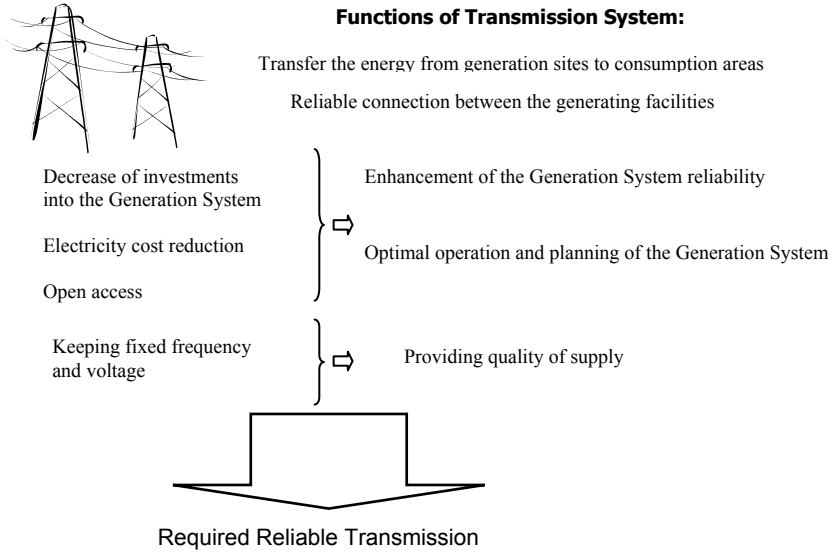 Functions of Transmission System:
Transfer the energy from generation sites to consumption areas
Reliable connection between the generating facilities
Decrease of investments
into the Generation System
Electricity cost reduction
Open access
Enhancement of the Generation System reliability
Optimal operation and planning of the Generation System
Keeping fixed frequency
and voltage
Providing quality of supply
Required Reliable Transmission